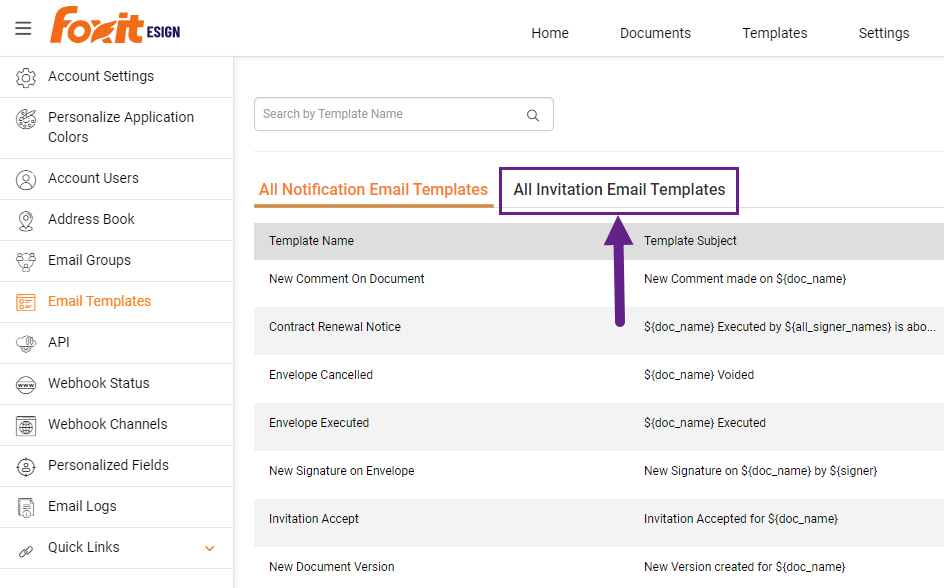 foxit ESIGN
Home Documents Templates Settings
Account Settings
Personalize Application
Colors
Account Users
Address Book
Email Groups
Email Templates
API
Webhook Status
Webhook Channels
Personalized Fields
Email Logs
Quick Links
Search by Template Name
All Notification Email Templates All Invitation Email Templates
Template Name Template Subject
New Comment On Document New Comment made on ${doc_name}
Contract Renewal Notice ${doc_name} Executed by ${all_signer_names} is abo...
Envelope Cancelled ${doc_name} Voided
Envelope Executed ${doc_name} Executed
New Signature on Envelope New Signature on ${doc_name} by ${signer}
Invitation Accept Invitation Accepted for ${doc_name}
New Document Version New Version created for ${doc_name}